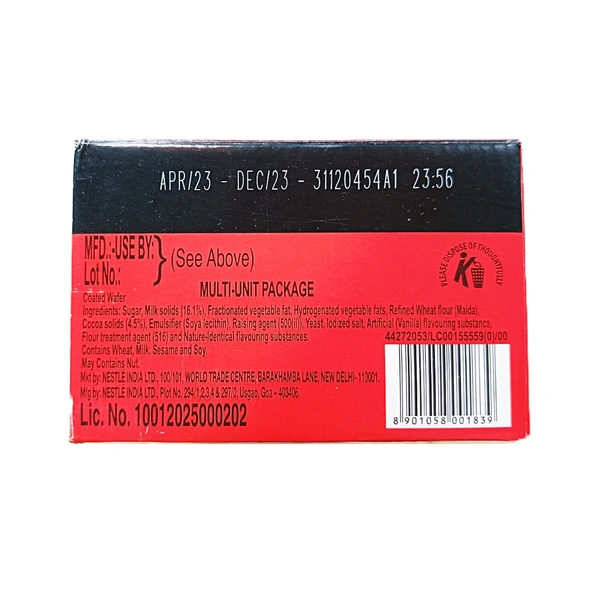 APR/23 - DEC/23 - 31120454A1 23:56
MFD.:-USE BY:
Lot No.:
} (See Above)
PLEASE DISPOSE OF THOUGHTFULLY
MULTI-UNIT PACKAGE
Coated Wafer
Ingredients: Sugar, Milk solids (16.1%), Fractionated vegetable fat, Hydrogenated vegetable fats, Refined Wheat flour (Maida),
Cocoa solids (4.5%), Emulsifier (Soya lecithin), Raising agent (500(ii)), Yeast, Iodized salt, Artificial (Vanilla) flavouring substance,
Flour treatment agent (516) and Nature-Identical flavouring substances.
44272053/LC00155559(0)/00
Contains Wheat, Milk, Sesame and Soy.
May Contains Nut.
Mkt by: NESTLE INDIA LTD., 100/101, WORLD TRADE CENTRE, BARAKHAMBA LANE, NEW DELHI- 110001.
Mfg by: NESTLE INDIA LTD., Plot No. 294/1,2,3,4 & 297/0, Usgao, Goa – 403406.
Lic. No. 10012025000202
8 901058 001839